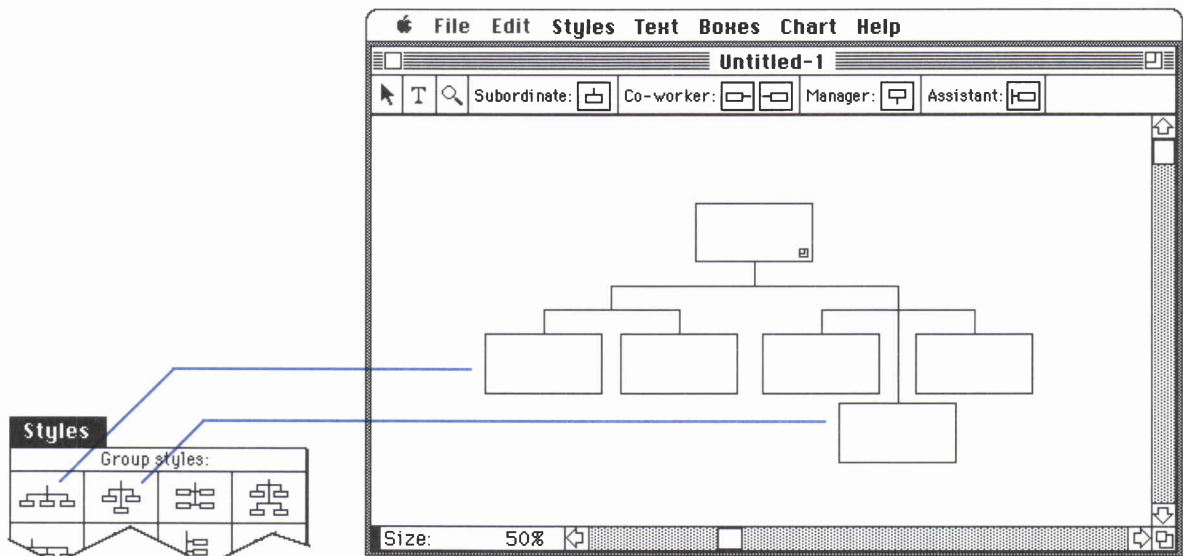 File Edit Styles Text Boxes Chart Help
Untitled-1
T Subordinate: Co-worker: Manager: Assistant:
Styles
Group styles:
Size: 50%